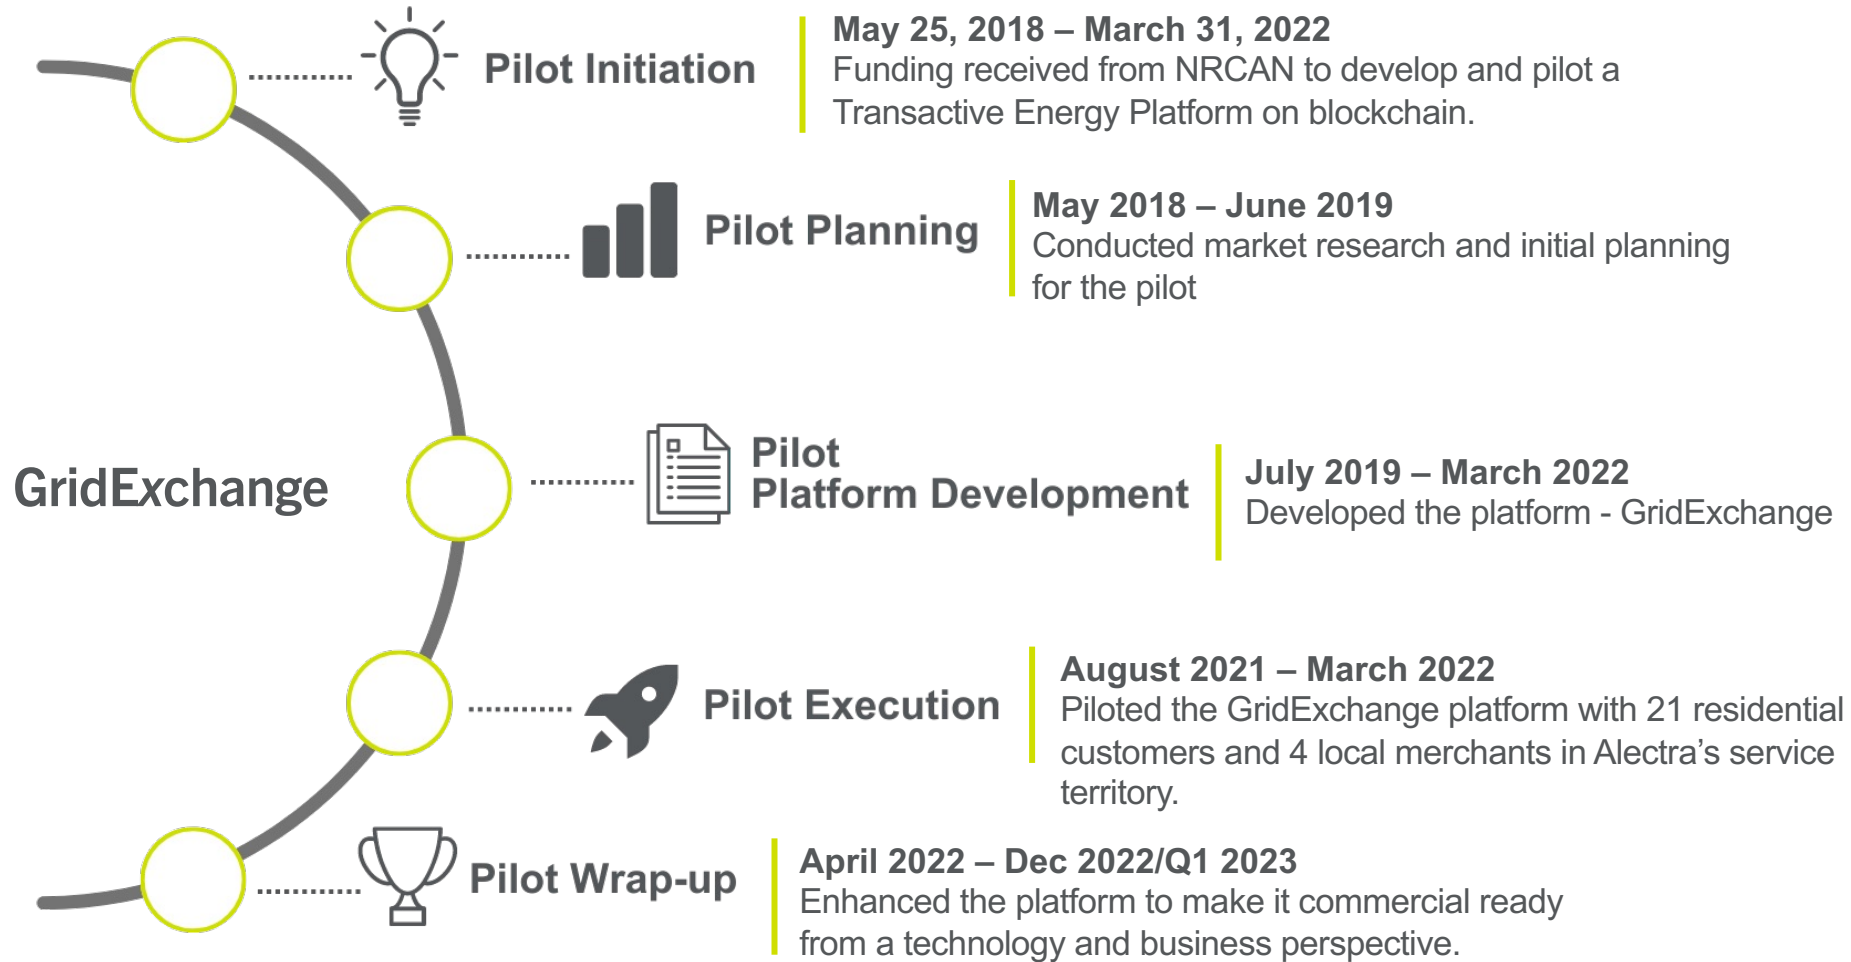 Pilot Initiation
May 25, 2018 – March 31, 2022
Funding received from NRCAN to develop and pilot a
Transactive Energy Platform on blockchain.
Pilot Planning
May 2018 – June 2019
Conducted market research and initial planning
for the pilot
GridExchange
Pilot
Platform Development
July 2019 – March 2022
Developed the platform - GridExchange
Pilot Execution
August 2021 – March 2022
Piloted the GridExchange platform with 21 residential
customers and 4 local merchants in Alectra’s service
territory.
Pilot Wrap-up
April 2022 – Dec 2022/Q1 2023
Enhanced the platform to make it commercial ready
from a technology and business perspective.